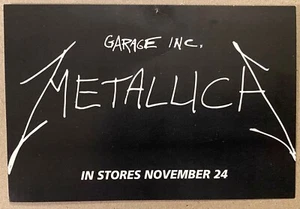 GARAGE INC.
METALLICA
IN STORES NOVEMBER 24